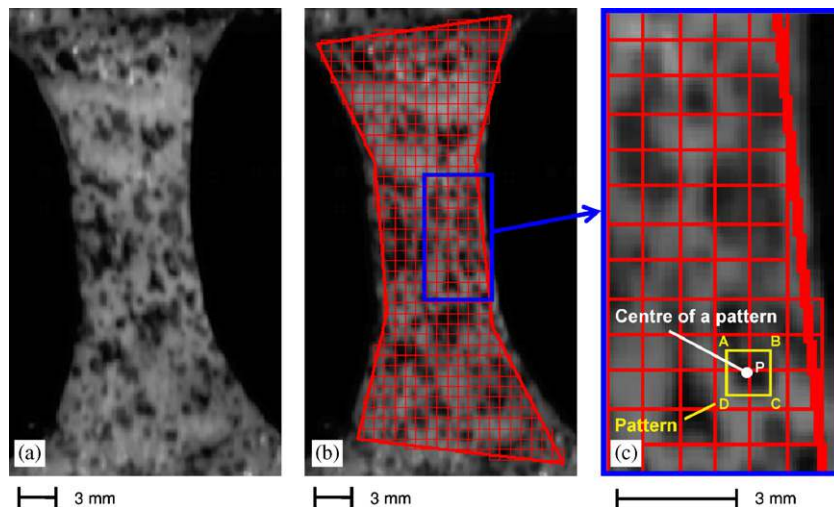 Centre of a pattern
A B
P
D C
Pattern
(a) (b) (c)
3 mm 3 mm 3 mm